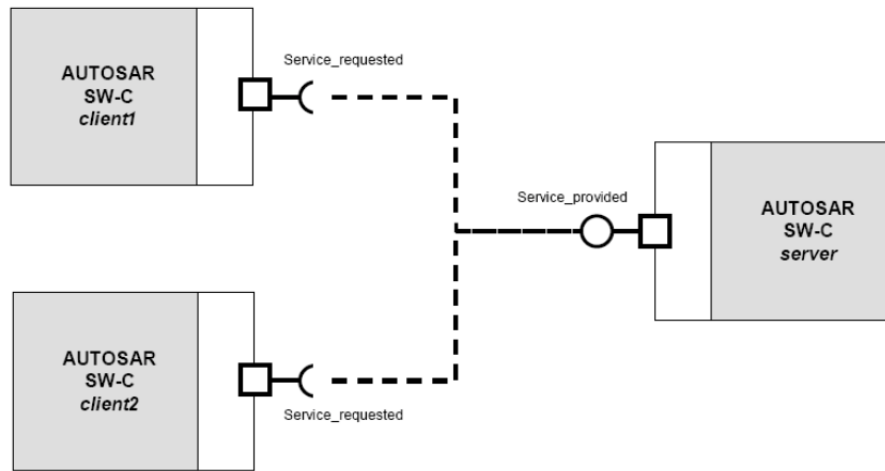 AUTOSAR
SW-C
client1
Service_requested
Service_provided
AUTOSAR
SW-C
server
AUTOSAR
SW-C
client2
Service_requested